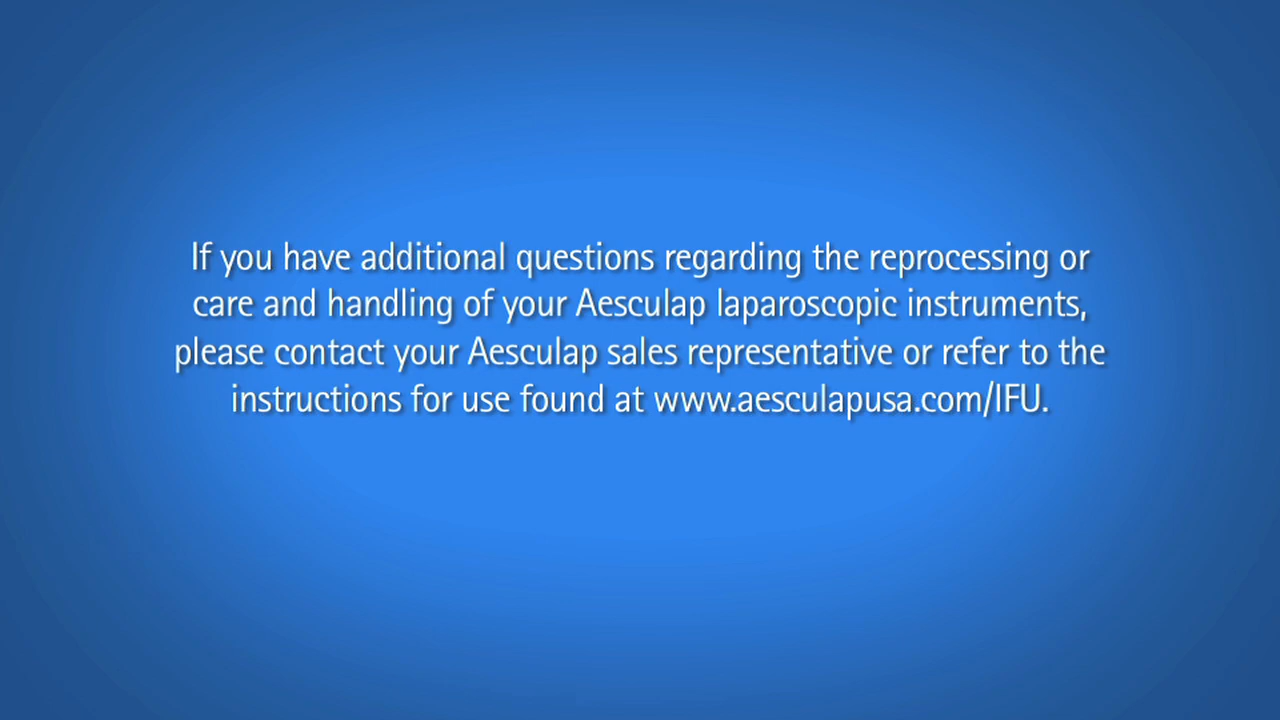 If you have additional questions regarding the reprocessing or
care and handling of your Aesculap laparoscopic instruments,
please contact your Aesculap sales representative or refer to the
instructions for use found at www.aesculapusa.com/IFU.